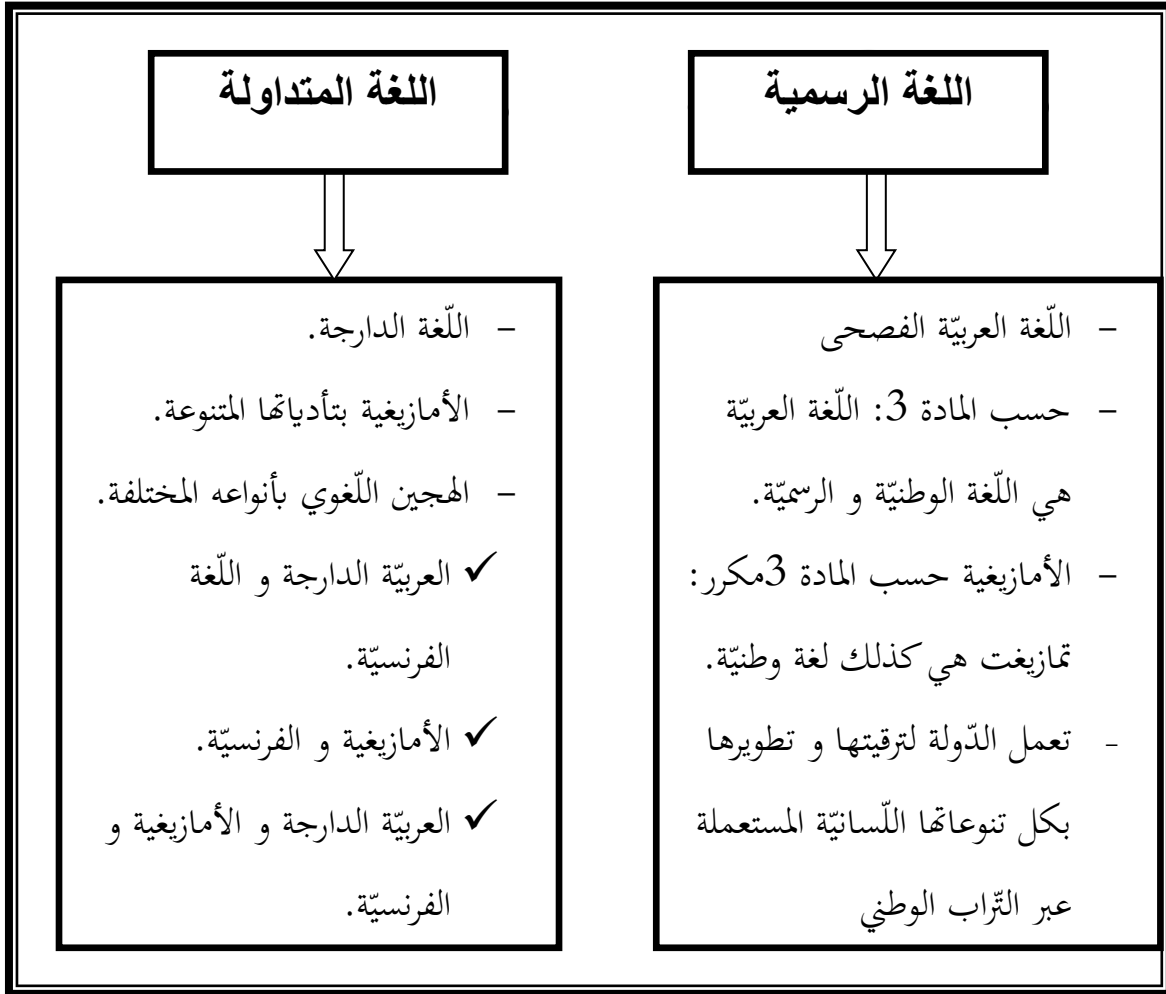 اللغة الرسمية
– اللّغة العربيّة الفصحى
– حسب المادة 3: اللّغة العربيّة
هي اللّغة الوطنيّة و الرسميّة.
– الأمازيغية حسب المادة 3مكرر:
تمازيغت هي كذلك لغة وطنيّة.
- تعمل الدّولة لترقيتها و تطويرها
بكل تنوعاتها اللّسانيّة المستعملة
عبر التّراب الوطني
اللغة المتداولة
– اللّغة الدارجة.
– الأمازيغية بتأدياتها المتنوعة.
– الهجين اللّغوي بأنواعه المختلفة.
✓ العربيّة الدارجة و اللّغة
الفرنسيّة.
✓ الأمازيغية و الفرنسيّة.
✓ العربيّة الدارجة و الأمازيغية و
الفرنسيّة.